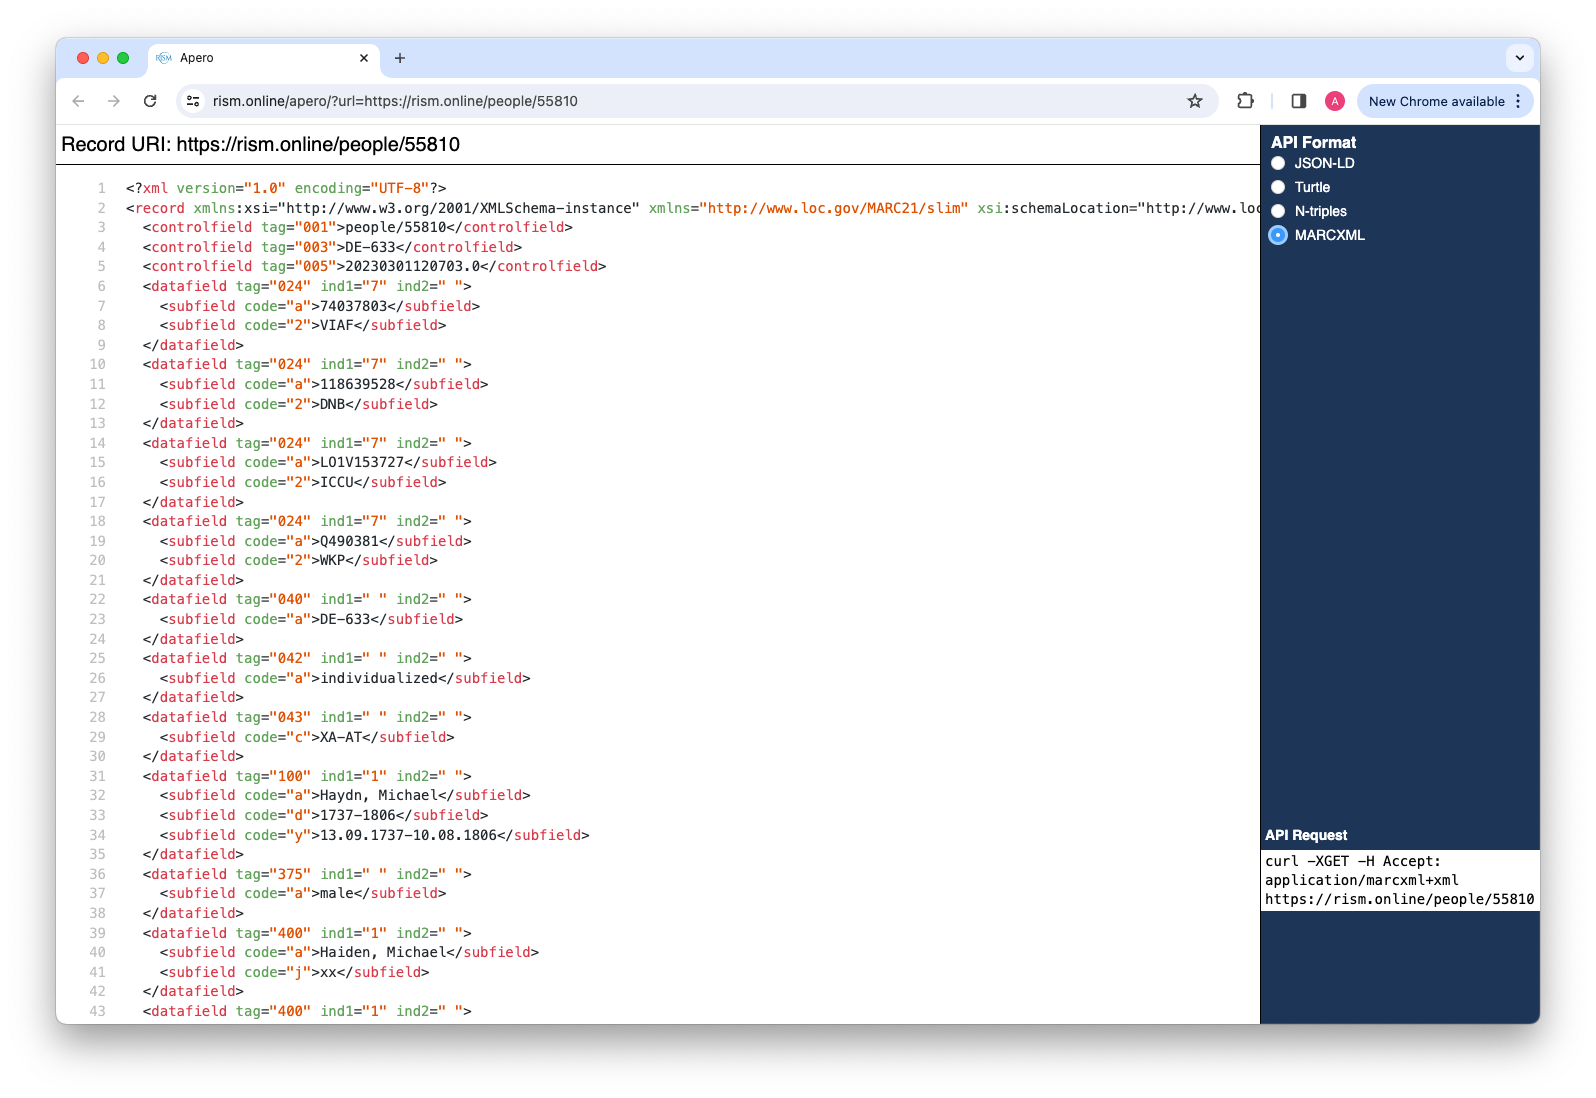 RISM Apero
rism.online/apero/?url=https://rism.online/people/55810
A
New Chrome available
Record URI: https://rism.online/people/55810
1 <?xml version="1.0" encoding="UTF-8"?>
2 <record xmlns:xsi="http://www.w3.org/2001/XMLSchema-instance" xmlns="http://www.loc.gov/MARC21/slim" xsi:schemaLocation="http://www.loc
3 <controlfield tag="001">people/55810</controlfield>
4 <controlfield tag="003">DE-633</controlfield>
5 <controlfield tag="005">20230301120703.0</controlfield>
6 <datafield tag="024" ind1="7" ind2=" ">
7 <subfield code="a">74037803</subfield>
8 <subfield code="2">VIAF</subfield>
9 </datafield>
10 <datafield tag="024" ind1="7" ind2=" ">
11 <subfield code="a">118639528</subfield>
12 <subfield code="2">DNB</subfield>
13 </datafield>
14 <datafield tag="024" ind1="7" ind2=" ">
15 <subfield code="a">LO1V153727</subfield>
16 <subfield code="2">ICCU</subfield>
17 </datafield>
18 <datafield tag="024" ind1="7" ind2=" ">
19 <subfield code="a">Q490381</subfield>
20 <subfield code="2">WKP</subfield>
21 </datafield>
22 <datafield tag="040" ind1=" " ind2=" ">
23 <subfield code="a">DE-633</subfield>
24 </datafield>
25 <datafield tag="042" ind1=" " ind2=" ">
26 <subfield code="a">individualized</subfield>
27 </datafield>
28 <datafield tag="043" ind1=" " ind2=" ">
29 <subfield code="c">XA-AT</subfield>
30 </datafield>
31 <datafield tag="100" ind1="1" ind2=" ">
32 <subfield code="a">Haydn, Michael</subfield>
33 <subfield code="d">1737-1806</subfield>
34 <subfield code="y">13.09.1737-10.08.1806</subfield>
35 </datafield>
36 <datafield tag="375" ind1=" " ind2=" ">
37 <subfield code="a">male</subfield>
38 </datafield>
39 <datafield tag="400" ind1="1" ind2=" ">
40 <subfield code="a">Haiden, Michael</subfield>
41 <subfield code="j">xx</subfield>
42 </datafield>
43 <datafield tag="400" ind1="1" ind2=" ">
API Format
JSON-LD
Turtle
N-triples
MARCXML
API Request
curl -XGET -H Accept:
application/marcxml+xml
https://rism.online/people/55810